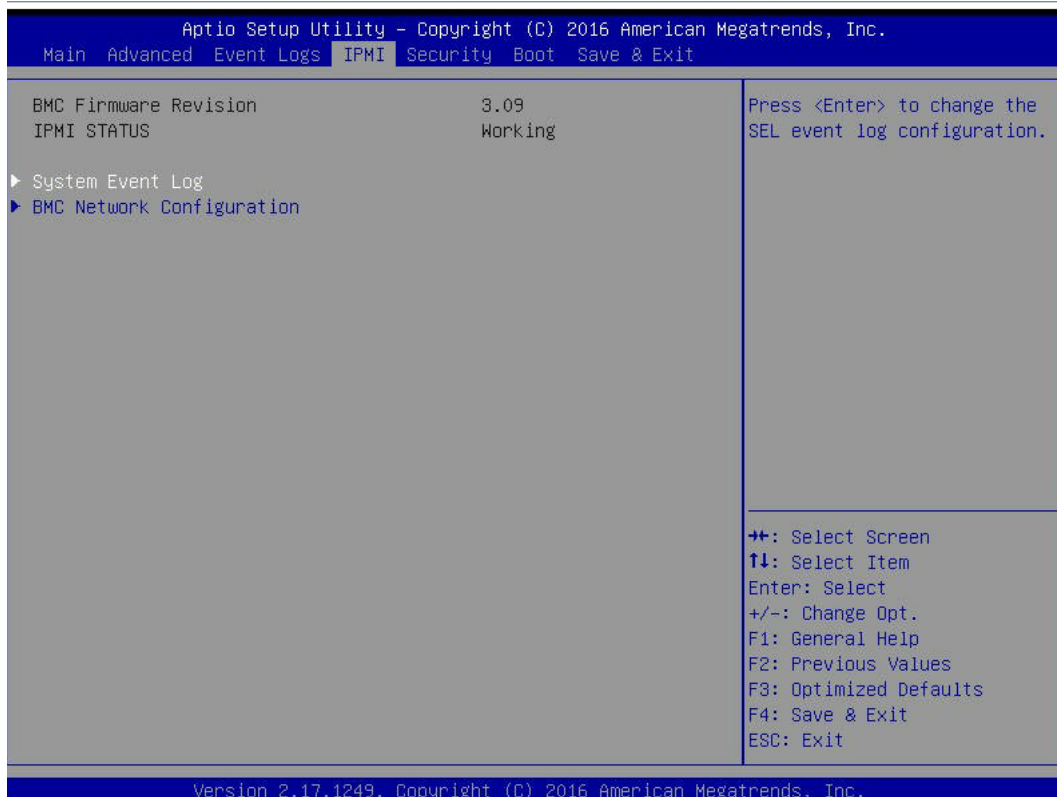 Aptio Setup Utility – Copyright (C) 2016 American Megatrends, Inc.
Main Advanced Event Logs IPMI Security Boot Save & Exit
BMC Firmware Revision 3.09
IPMI STATUS Working
System Event Log
BMC Network Configuration
Press <Enter> to change the
SEL event log configuration.
→←: Select Screen
↑↓: Select Item
Enter: Select
+/-: Change Opt.
F1: General Help
F2: Previous Values
F3: Optimized Defaults
F4: Save & Exit
ESC: Exit
Version 2.17.1249. Copyright (C) 2016 American Megatrends, Inc.